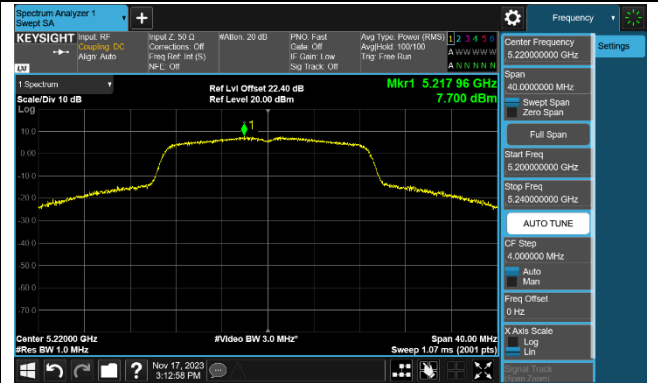 Spectrum Analyzer 1
Swept SA
Frequency
KEYSIGHT
Input: RF
Coupling: DC
Align: Auto
Input Z: 50 Ω
Corrections: Off
Freq Ref: Int (S)
NFE: Off
#Atten: 20 dB
PNO: Fast
Gate: Off
IF Gain: Low
Sig Track: Off
Avg Type: Power (RMS)
Avg|Hold: 100/100
Trig: Free Run
1 2 3 4 5 6
A W W W W W
A N N N N N
LXI
1 Spectrum
Scale/Div 10 dB
Log
Ref Lvl Offset 22.40 dB
Ref Level 20.00 dBm
Mkr1 5.217 96 GHz
7.700 dBm
1
10.0
0.00
-10.0
-20.0
-30.0
-40.0
-50.0
-60.0
-70.0
Center 5.22000 GHz
#Res BW 1.0 MHz
#Video BW 3.0 MHz*
Span 40.00 MHz
Sweep 1.07 ms (2001 pts)
Nov 17, 2023
3:12:58 PM
Center Frequency
5.220000000 GHz
Settings
Span
40.0000000 MHz
Swept Span
Zero Span
Full Span
Start Freq
5.200000000 GHz
Stop Freq
5.240000000 GHz
AUTO TUNE
CF Step
4.000000 MHz
Auto
Man
Freq Offset
0 Hz
X Axis Scale
Log
Lin
Signal Track
(Span Zoom)